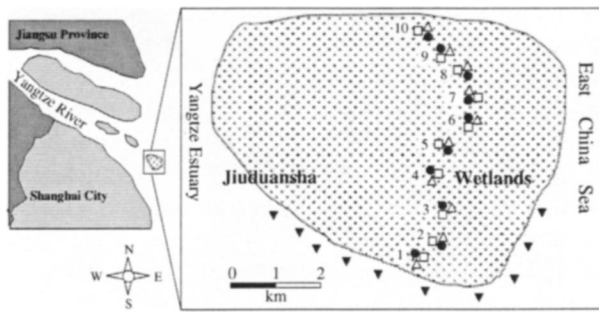 Jiangsu Province
Yangtze River
Shanghai City
N
W E
S
Yangtze Estuary
10
9
8
7
6
5
4
3
2
1
Jiuduansha Wetlands
0 1 2
km
East China Sea